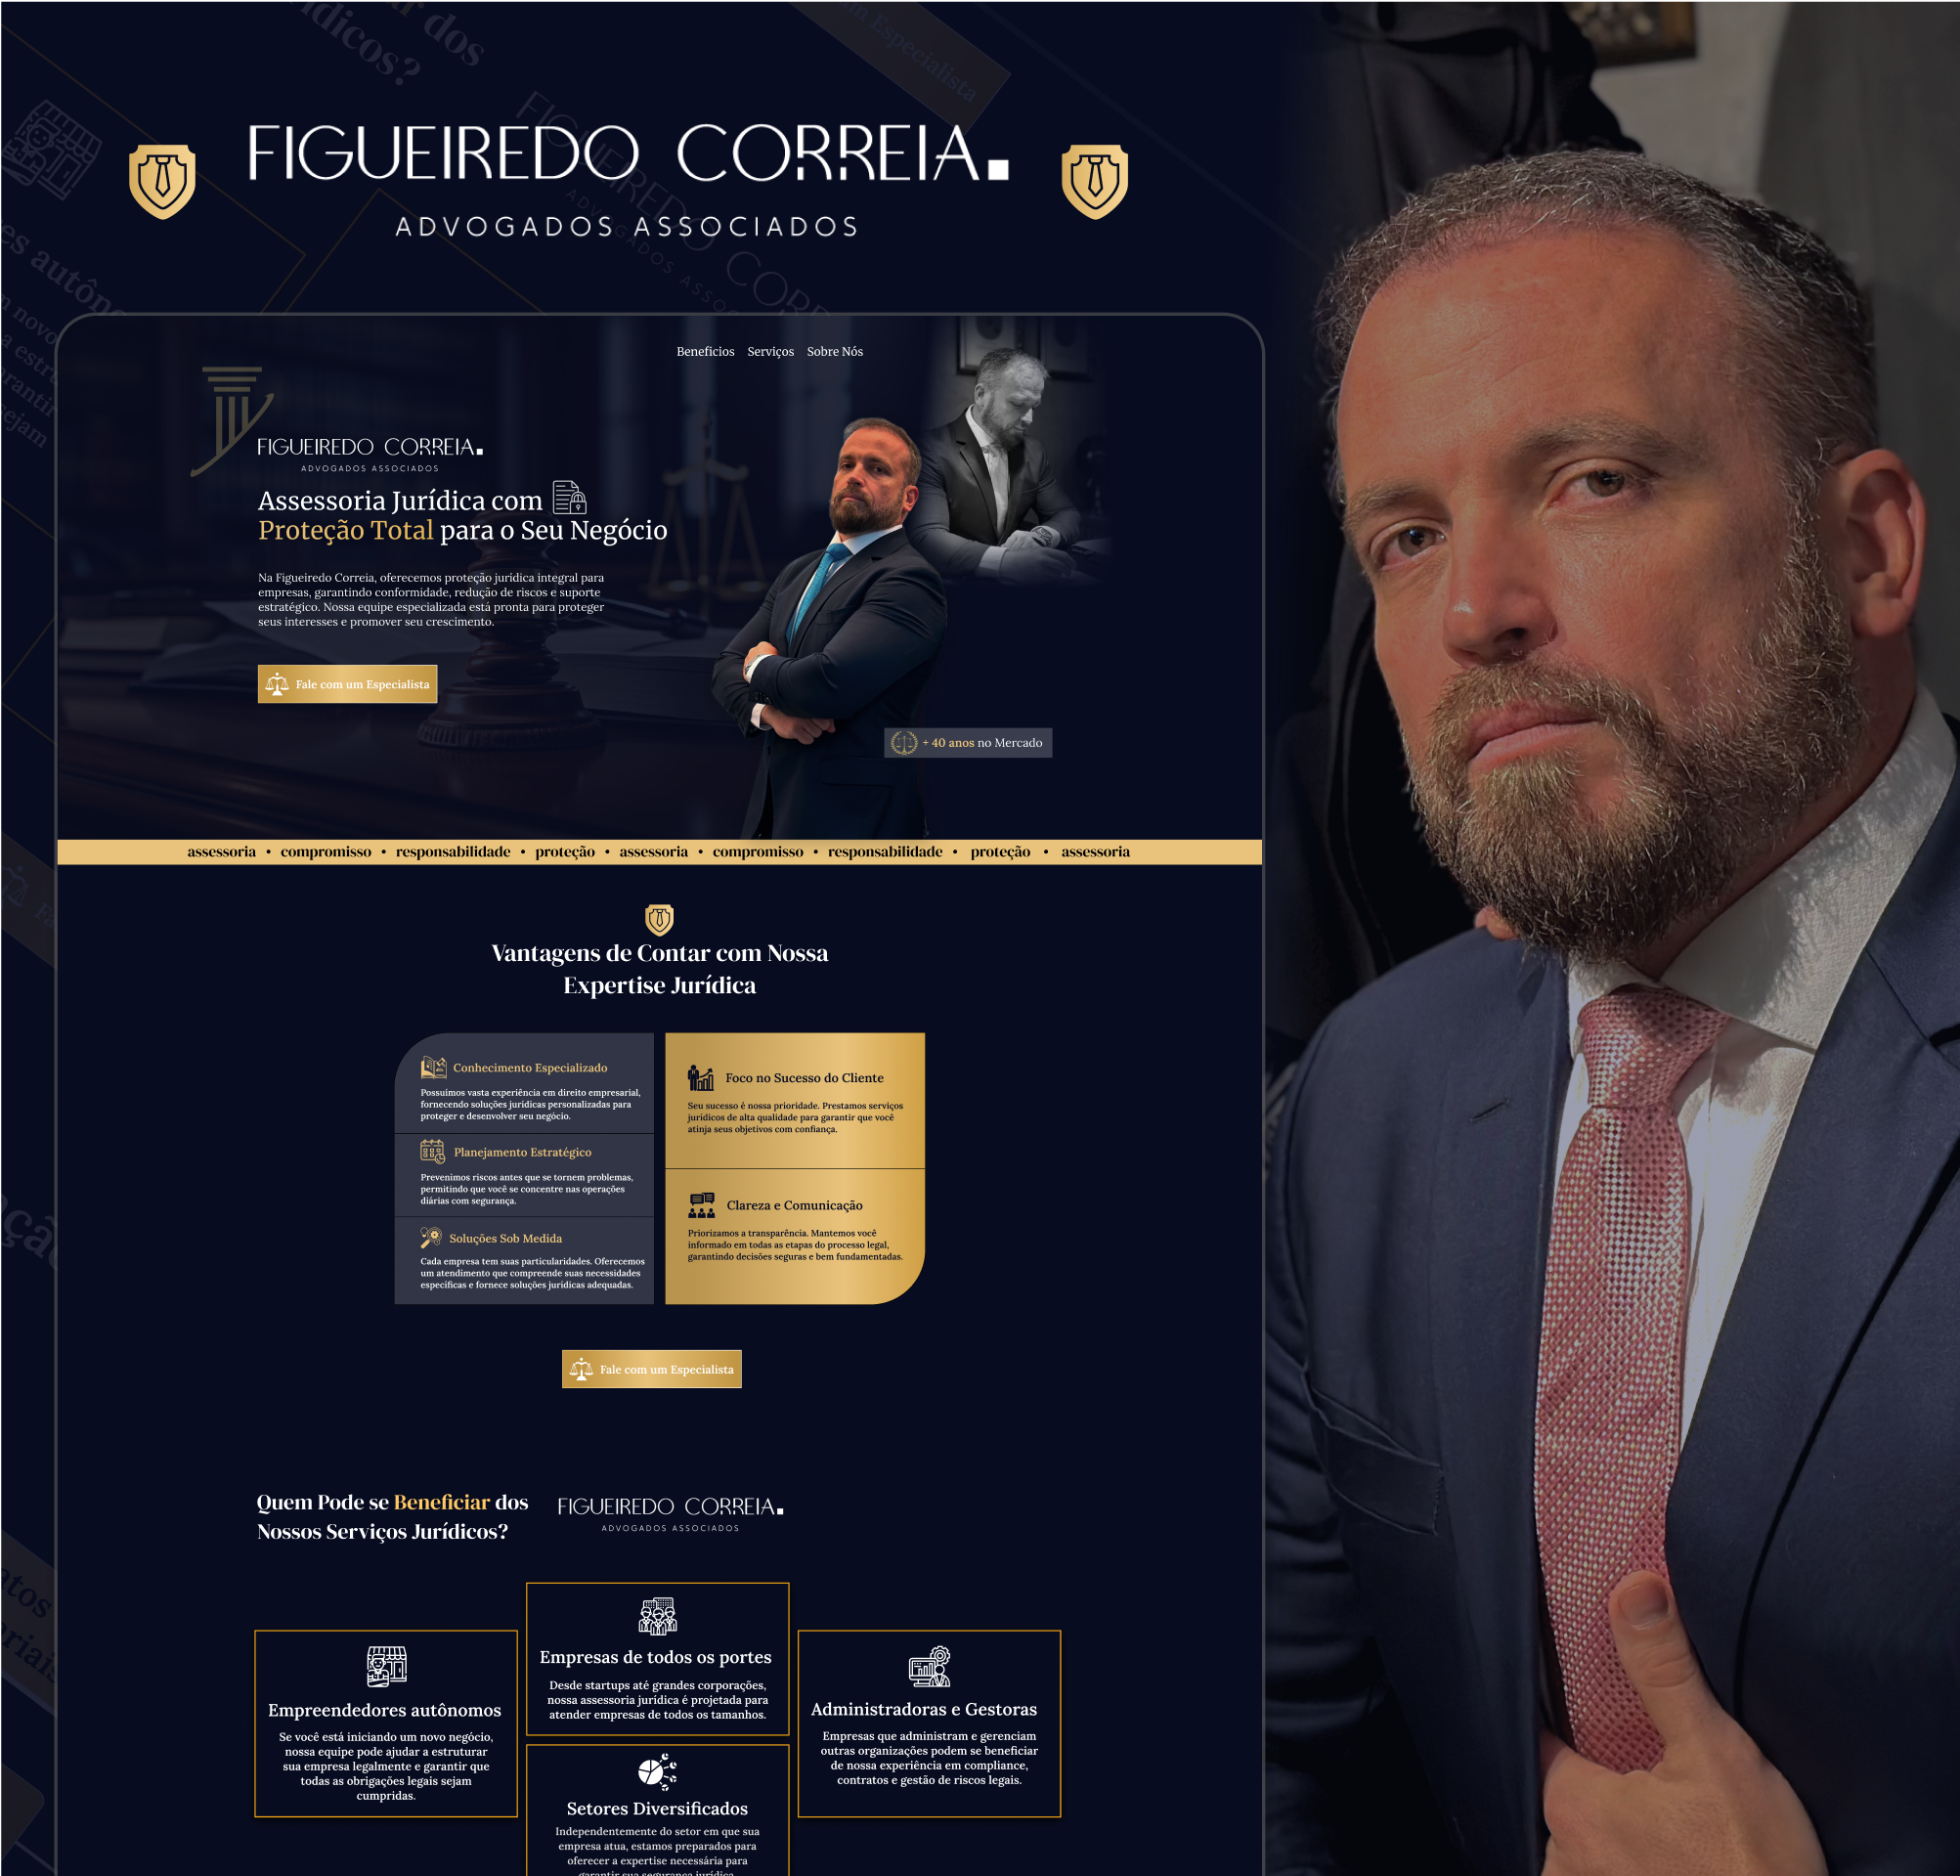 FIGUEIREDO CORREIA.
ADVOGADOS ASSOCIADOS
Beneficios Serviços Sobre Nós
FIGUEIREDO CORREIA.
ADVOGADOS ASSOCIADOS
Assessoria Jurídica com
Proteção Total para o Seu Negócio
Na Figueiredo Correia, oferecemos proteção jurídica integral para
empresas, garantindo conformidade, redução de riscos e suporte
estratégico. Nossa equipe especializada está pronta para proteger
seus interesses e promover seu crescimento.
Fale com um Especialista
+ 40 anos no Mercado
assessoria • compromisso • responsabilidade • proteção • assessoria • compromisso • responsabilidade • proteção • assessoria
Vantagens de Contar com Nossa
Expertise Jurídica
Conhecimento Especializado
Possuímos vasta experiência em direito empresarial,
fornecendo soluções jurídicas personalizadas para
proteger e desenvolver seu negócio.
Planejamento Estratégico
Prevenimos riscos antes que se tornem problemas,
permitindo que você se concentre nas operações
diárias com segurança.
Soluções Sob Medida
Cada empresa tem suas particularidades. Oferecemos
um atendimento que compreende suas necessidades
específicas e fornece soluções jurídicas adequadas.
Foco no Sucesso do Cliente
Seu sucesso é nossa prioridade. Prestamos serviços
jurídicos de alta qualidade para garantir que você
atinja seus objetivos com confiança.
Clareza e Comunicação
Priorizamos a transparência. Mantemos você
informado em todas as etapas do processo legal,
garantindo decisões seguras e bem fundamentadas.
Fale com um Especialista
Quem Pode se Beneficiar dos
Nossos Serviços Jurídicos?
FIGUEIREDO CORREIA.
ADVOGADOS ASSOCIADOS
Empreendedores autônomos
Se você está iniciando um novo negócio,
nossa equipe pode ajudar a estruturar
sua empresa legalmente e garantir que
todas as obrigações legais sejam
cumpridas.
Empresas de todos os portes
Desde startups até grandes corporações,
nossa assessoria jurídica é projetada para
atender empresas de todos os tamanhos.
Setores Diversificados
Independentemente do setor em que sua
empresa atua, estamos preparados para
oferecer a expertise necessária para
garantir sua segurança jurídica.
Administradoras e Gestoras
Empresas que administram e gerenciam
outras organizações podem se beneficiar
de nossa experiência em compliance,
contratos e gestão de riscos legais.